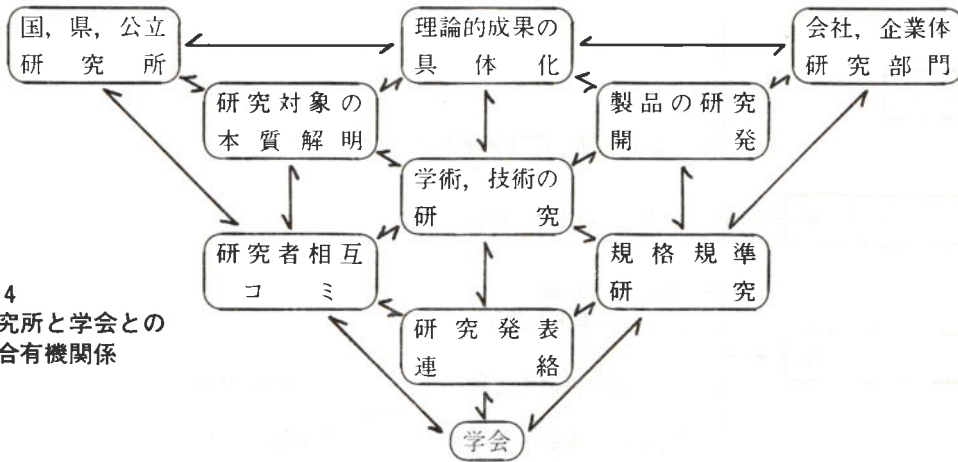 国, 県, 公立
研究所
理論的成果の
具体化
会社, 企業体
研究部門
研究対象の
本質解明
製品の研究
開発
学術, 技術の
研究
研究者相互
コミ
規格規準
研究
4
究所と学会との
合有機関係
研究発表
連絡
学会